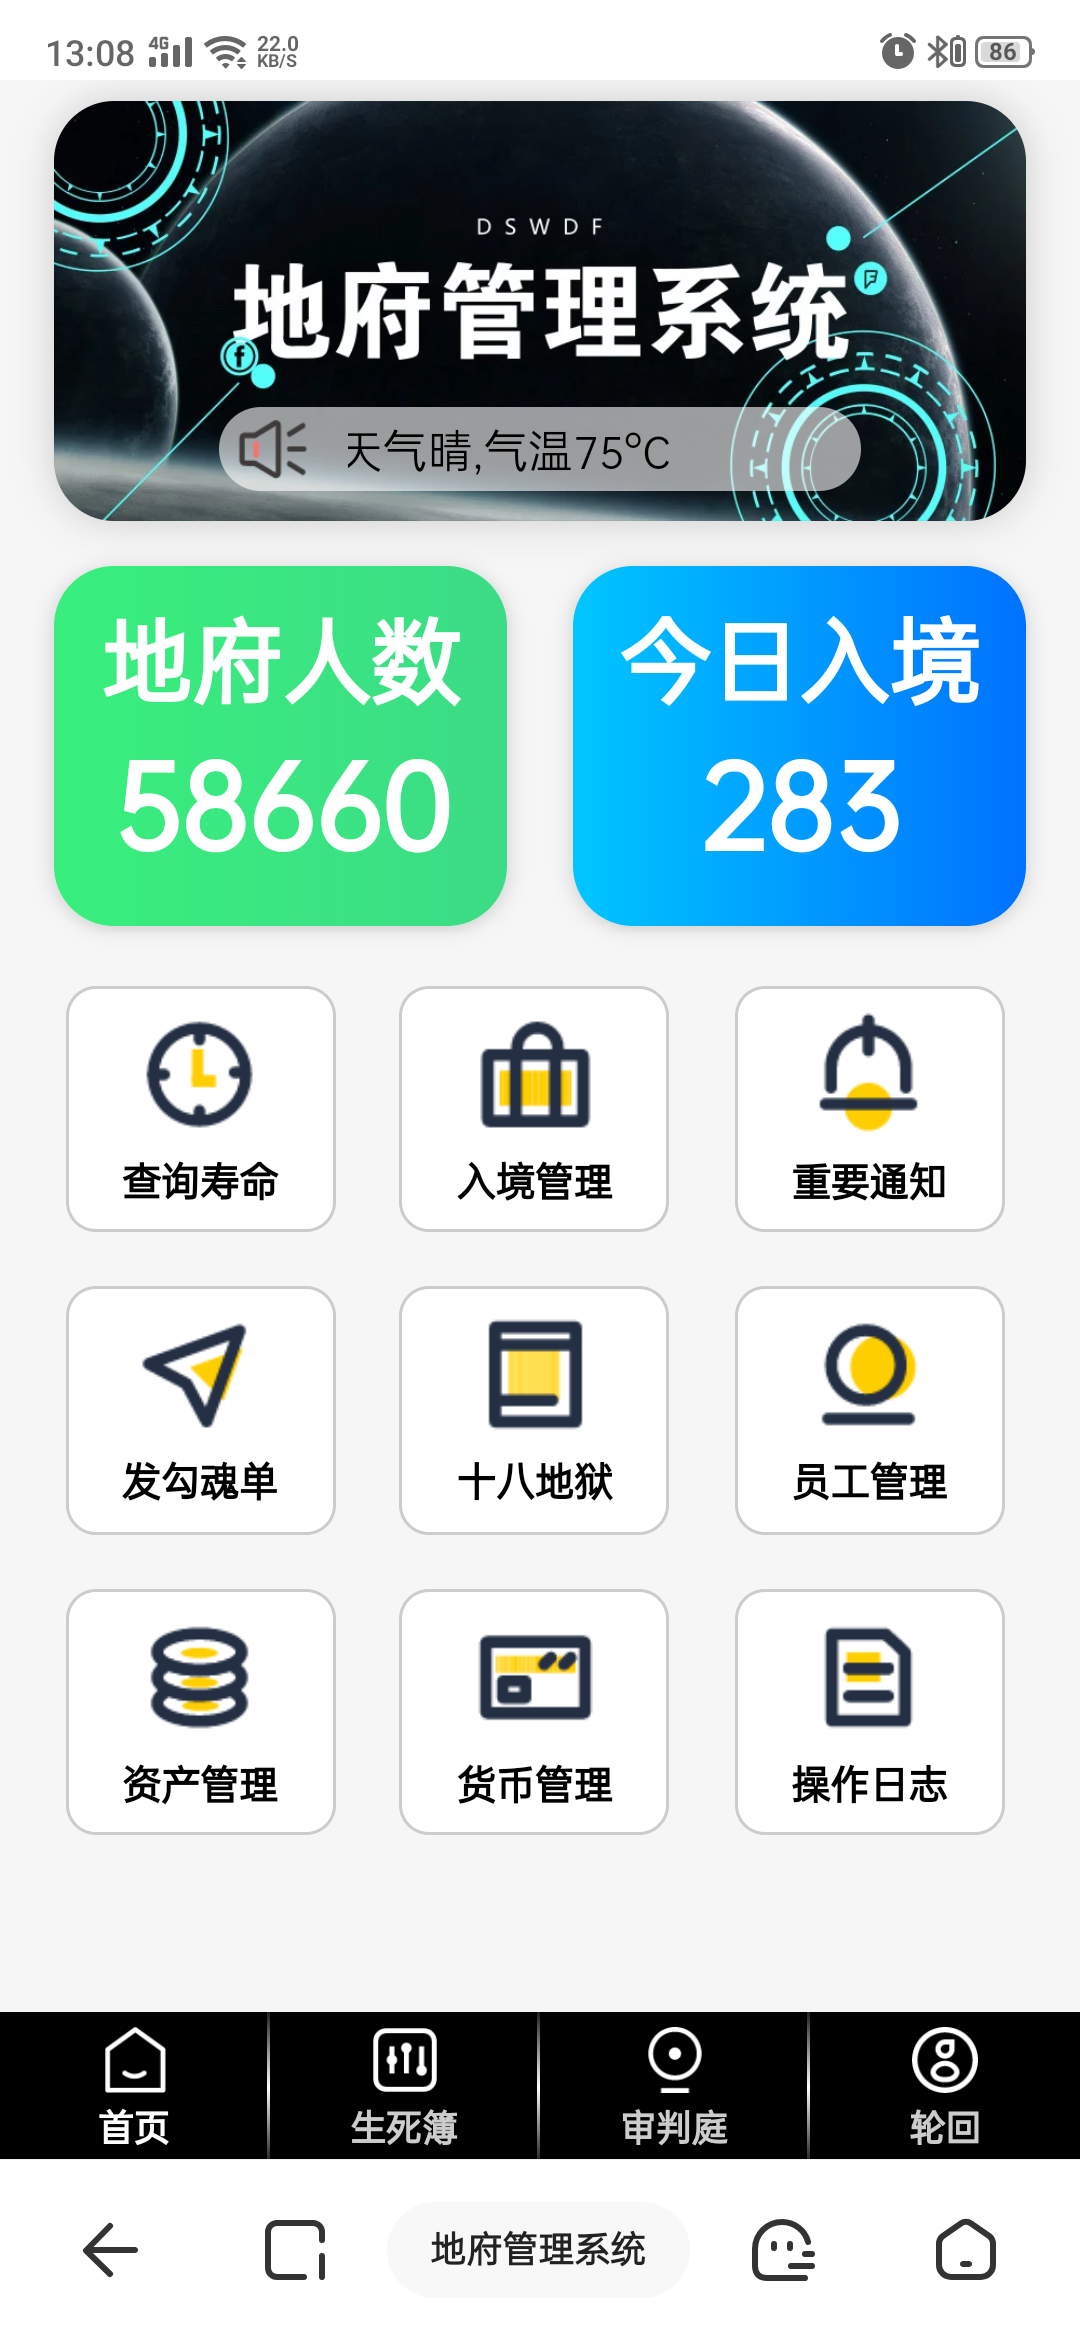 13:08 4G 22.0 KB/S 86
DSWDF
地府管理系统
天气晴,气温75°C
地府人数 今日入境
58660 283
查询寿命 入境管理 重要通知
发勾魂单 十八地狱 员工管理
资产管理 货币管理 操作日志
首页 生死簿 审判庭 轮回
地府管理系统